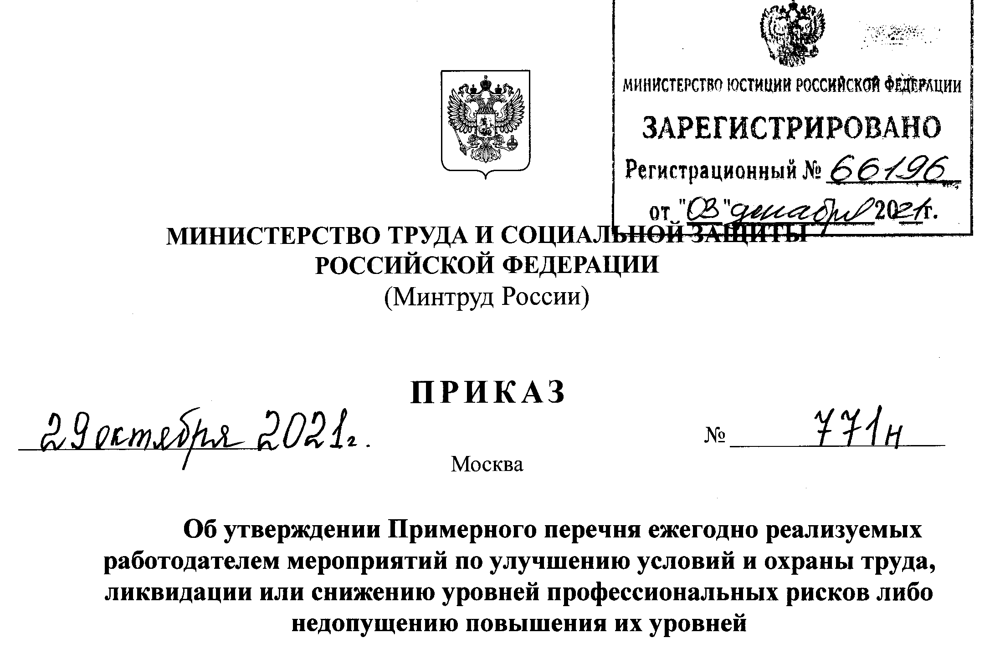 МИНИСТЕРСТВО ЮСТИЦИИ РОССИЙСКОЙ ФЕДЕРАЦИИ
ЗАРЕГИСТРИРОВАНО
Регистрационный № 66196
от "03" декабря 2021г.
МИНИСТЕРСТВО ТРУДА И СОЦИАЛЬНОЙ ЗАЩИТЫ
РОССИЙСКОЙ ФЕДЕРАЦИИ
(Минтруд России)
ПРИКАЗ
29 октября 2021г. № 771н
Москва
Об утверждении Примерного перечня ежегодно реализуемых
работодателем мероприятий по улучшению условий и охраны труда,
ликвидации или снижению уровней профессиональных рисков либо
недопущению повышения их уровней